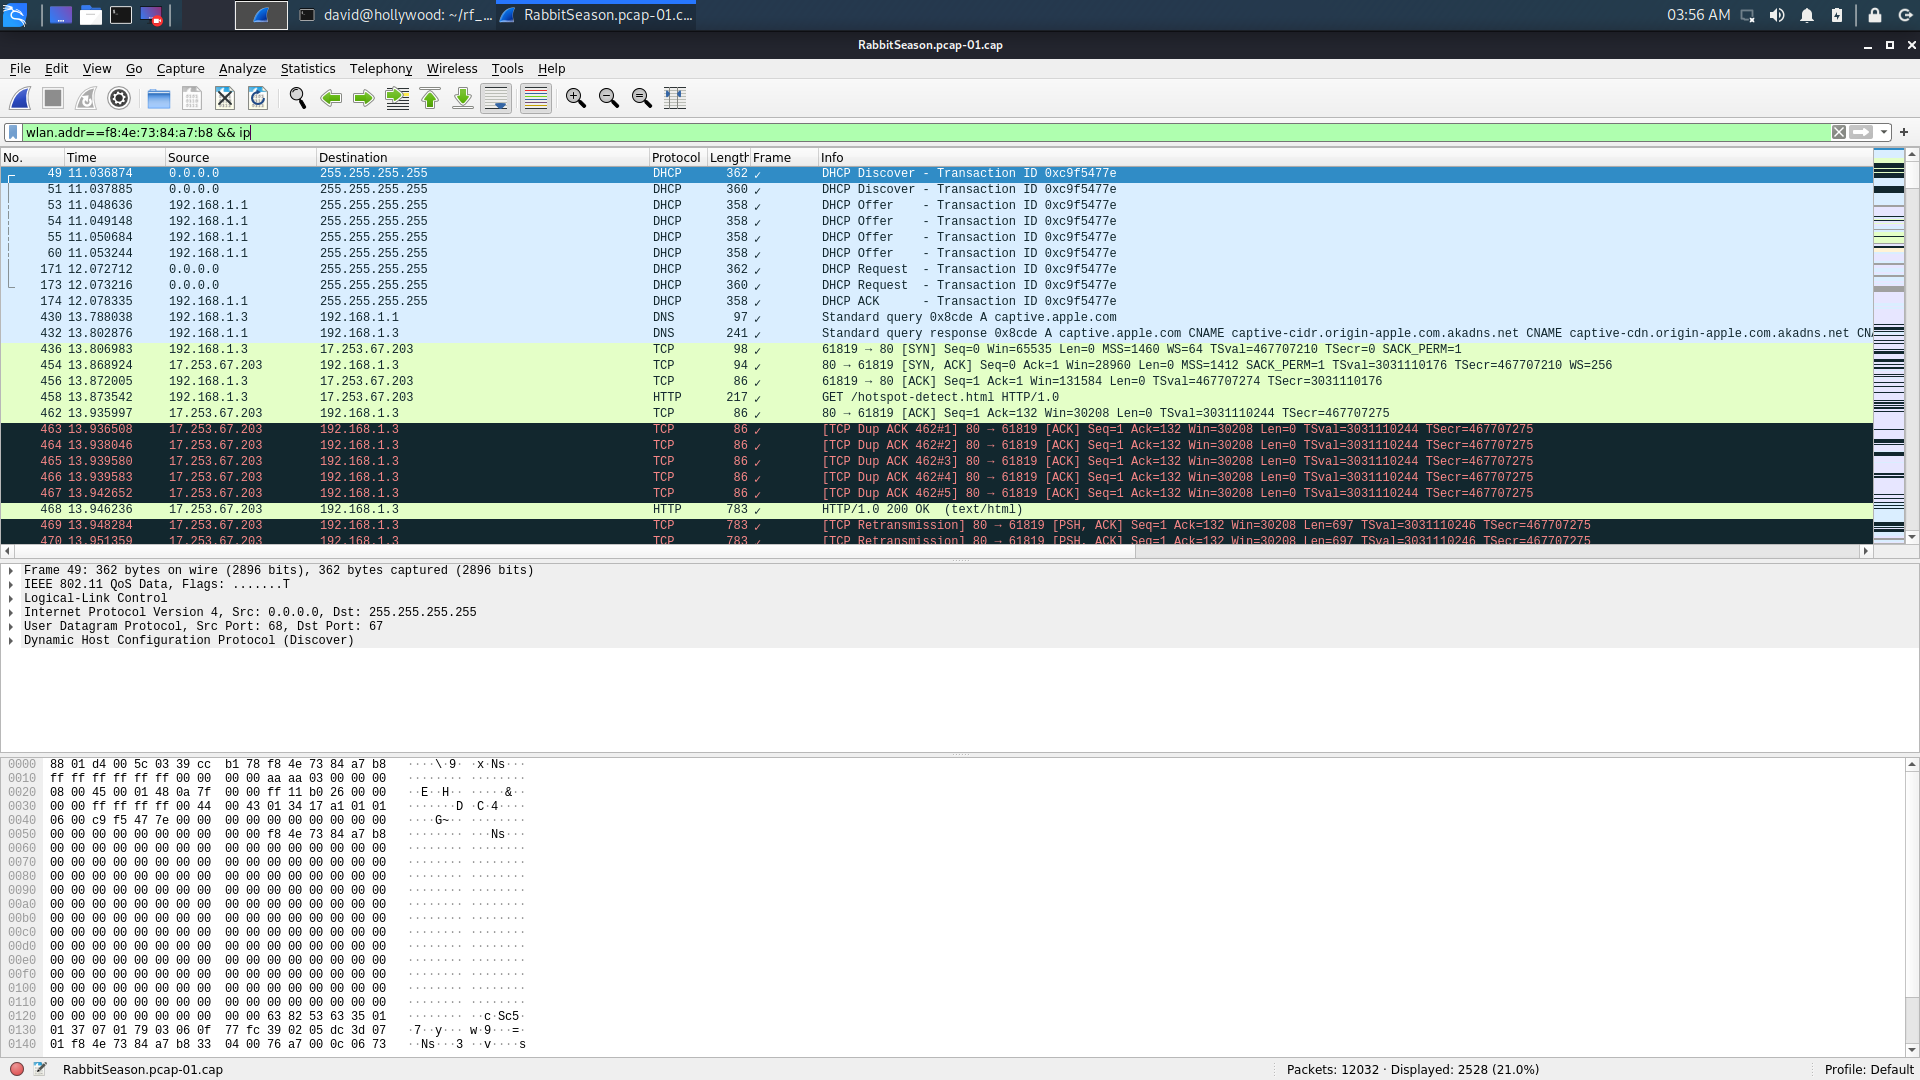 david@hollywood: ~/rf_...
RabbitSeason.pcap-01.c...
03:56 AM
RabbitSeason.pcap-01.cap
File Edit View Go Capture Analyze Statistics Telephony Wireless Tools Help
wlan.addr==f8:4e:73:84:a7:b8 && ip
No. Time Source Destination Protocol Length Frame Info
49 11.036874 0.0.0.0 255.255.255.255 DHCP 362 ✓ DHCP Discover - Transaction ID 0xc9f5477e
51 11.037885 0.0.0.0 255.255.255.255 DHCP 360 ✓ DHCP Discover - Transaction ID 0xc9f5477e
53 11.048636 192.168.1.1 255.255.255.255 DHCP 358 ✓ DHCP Offer - Transaction ID 0xc9f5477e
54 11.049148 192.168.1.1 255.255.255.255 DHCP 358 ✓ DHCP Offer - Transaction ID 0xc9f5477e
55 11.050684 192.168.1.1 255.255.255.255 DHCP 358 ✓ DHCP Offer - Transaction ID 0xc9f5477e
60 11.053244 192.168.1.1 255.255.255.255 DHCP 358 ✓ DHCP Offer - Transaction ID 0xc9f5477e
171 12.072712 0.0.0.0 255.255.255.255 DHCP 362 ✓ DHCP Request - Transaction ID 0xc9f5477e
173 12.073216 0.0.0.0 255.255.255.255 DHCP 360 ✓ DHCP Request - Transaction ID 0xc9f5477e
174 12.078335 192.168.1.1 255.255.255.255 DHCP 358 ✓ DHCP ACK - Transaction ID 0xc9f5477e
430 13.788038 192.168.1.3 192.168.1.1 DNS 97 ✓ Standard query 0x8cde A captive.apple.com
432 13.802876 192.168.1.1 192.168.1.3 DNS 241 ✓ Standard query response 0x8cde A captive.apple.com CNAME captive-cidr.origin-apple.com.akadns.net CNAME captive-cdn.origin-apple.com.akadns.net CN
436 13.806983 192.168.1.3 17.253.67.203 TCP 98 ✓ 61819 → 80 [SYN] Seq=0 Win=65535 Len=0 MSS=1460 WS=64 TSval=467707210 TSecr=0 SACK_PERM=1
454 13.868924 17.253.67.203 192.168.1.3 TCP 94 ✓ 80 → 61819 [SYN, ACK] Seq=0 Ack=1 Win=28960 Len=0 MSS=1412 SACK_PERM=1 TSval=3031110176 TSecr=467707210 WS=256
456 13.872005 192.168.1.3 17.253.67.203 TCP 86 ✓ 61819 → 80 [ACK] Seq=1 Ack=1 Win=131584 Len=0 TSval=467707274 TSecr=3031110176
458 13.873542 192.168.1.3 17.253.67.203 HTTP 217 ✓ GET /hotspot-detect.html HTTP/1.0
462 13.935997 17.253.67.203 192.168.1.3 TCP 86 ✓ 80 → 61819 [ACK] Seq=1 Ack=132 Win=30208 Len=0 TSval=3031110244 TSecr=467707275
463 13.936508 17.253.67.203 192.168.1.3 TCP 86 ✓ [TCP Dup ACK 462#1] 80 → 61819 [ACK] Seq=1 Ack=132 Win=30208 Len=0 TSval=3031110244 TSecr=467707275
464 13.938046 17.253.67.203 192.168.1.3 TCP 86 ✓ [TCP Dup ACK 462#2] 80 → 61819 [ACK] Seq=1 Ack=132 Win=30208 Len=0 TSval=3031110244 TSecr=467707275
465 13.939580 17.253.67.203 192.168.1.3 TCP 86 ✓ [TCP Dup ACK 462#3] 80 → 61819 [ACK] Seq=1 Ack=132 Win=30208 Len=0 TSval=3031110244 TSecr=467707275
466 13.939583 17.253.67.203 192.168.1.3 TCP 86 ✓ [TCP Dup ACK 462#4] 80 → 61819 [ACK] Seq=1 Ack=132 Win=30208 Len=0 TSval=3031110244 TSecr=467707275
467 13.942652 17.253.67.203 192.168.1.3 TCP 86 ✓ [TCP Dup ACK 462#5] 80 → 61819 [ACK] Seq=1 Ack=132 Win=30208 Len=0 TSval=3031110244 TSecr=467707275
468 13.946236 17.253.67.203 192.168.1.3 HTTP 783 ✓ HTTP/1.0 200 OK (text/html)
469 13.948284 17.253.67.203 192.168.1.3 TCP 783 ✓ [TCP Retransmission] 80 → 61819 [PSH, ACK] Seq=1 Ack=132 Win=30208 Len=697 TSval=3031110246 TSecr=467707275
470 13.951359 17.253.67.203 192.168.1.3 TCP 783 ✓ [TCP Retransmission] 80 → 61819 [PSH, ACK] Seq=1 Ack=132 Win=30208 Len=697 TSval=3031110246 TSecr=467707275
Frame 49: 362 bytes on wire (2896 bits), 362 bytes captured (2896 bits)
IEEE 802.11 QoS Data, Flags: .......T
Logical-Link Control
Internet Protocol Version 4, Src: 0.0.0.0, Dst: 255.255.255.255
User Datagram Protocol, Src Port: 68, Dst Port: 67
Dynamic Host Configuration Protocol (Discover)
0000 88 01 d4 00 5c 03 39 cc b1 78 f8 4e 73 84 a7 b8 ····\·9· ·x·Ns···
0010 ff ff ff ff ff ff 00 00 00 00 aa aa 03 00 00 00 ········ ········
0020 08 00 45 00 01 48 0a 7f 00 00 ff 11 b0 26 00 00 ··E··H·· ·····&··
0030 00 00 ff ff ff ff 00 44 00 43 01 34 17 a1 01 01 ·······D ·C·4····
0040 06 00 c9 f5 47 7e 00 00 00 00 00 00 00 00 00 00 ····G~·· ········
0050 00 00 00 00 00 00 00 00 00 00 f8 4e 73 84 a7 b8 ········ ···Ns···
0060 00 00 00 00 00 00 00 00 00 00 00 00 00 00 00 00 ········ ········
0070 00 00 00 00 00 00 00 00 00 00 00 00 00 00 00 00 ········ ········
0080 00 00 00 00 00 00 00 00 00 00 00 00 00 00 00 00 ········ ········
0090 00 00 00 00 00 00 00 00 00 00 00 00 00 00 00 00 ········ ········
00a0 00 00 00 00 00 00 00 00 00 00 00 00 00 00 00 00 ········ ········
00b0 00 00 00 00 00 00 00 00 00 00 00 00 00 00 00 00 ········ ········
00c0 00 00 00 00 00 00 00 00 00 00 00 00 00 00 00 00 ········ ········
00d0 00 00 00 00 00 00 00 00 00 00 00 00 00 00 00 00 ········ ········
00e0 00 00 00 00 00 00 00 00 00 00 00 00 00 00 00 00 ········ ········
00f0 00 00 00 00 00 00 00 00 00 00 00 00 00 00 00 00 ········ ········
0100 00 00 00 00 00 00 00 00 00 00 00 00 00 00 00 00 ········ ········
0110 00 00 00 00 00 00 00 00 00 00 00 00 00 00 00 00 ········ ········
0120 00 00 00 00 00 00 00 00 00 00 63 82 53 63 35 01 ········ ··c·Sc5·
0130 01 37 07 01 79 03 06 0f 77 fc 39 02 05 dc 3d 07 ·7··y··· w·9···=·
0140 01 f8 4e 73 84 a7 b8 33 04 00 76 a7 00 0c 06 73 ··Ns···3 ··v····s
RabbitSeason.pcap-01.cap
Packets: 12032 · Displayed: 2528 (21.0%)
Profile: Default